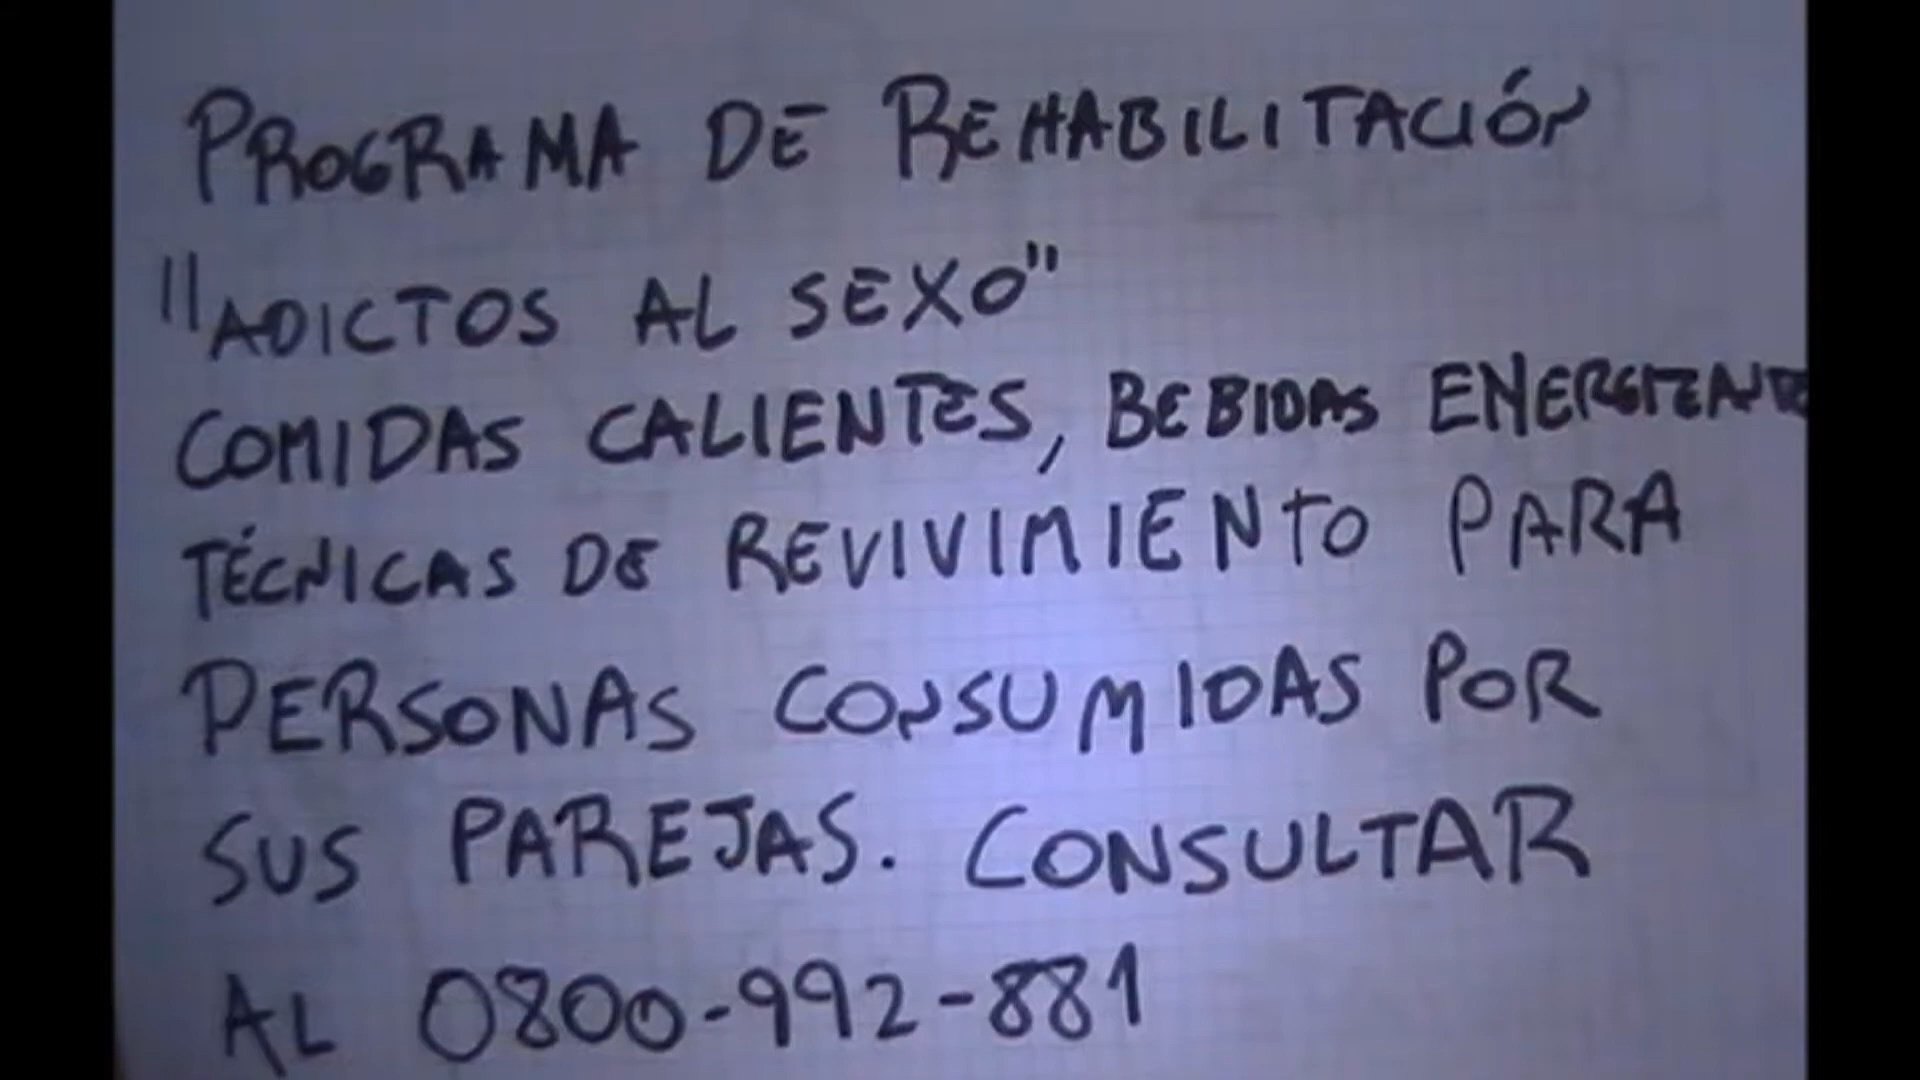 PROGRAMA DE REHABILITACIÓN
"ADICTOS AL SEXO"
COMIDAS CALIENTES, BEBIDAS ENERGIZANTE
TÉCNICAS DE REVIVIMIENTO PARA
PERSONAS CONSUMIDAS POR
SUS PAREJAS. CONSULTAR
AL 0800-992-881